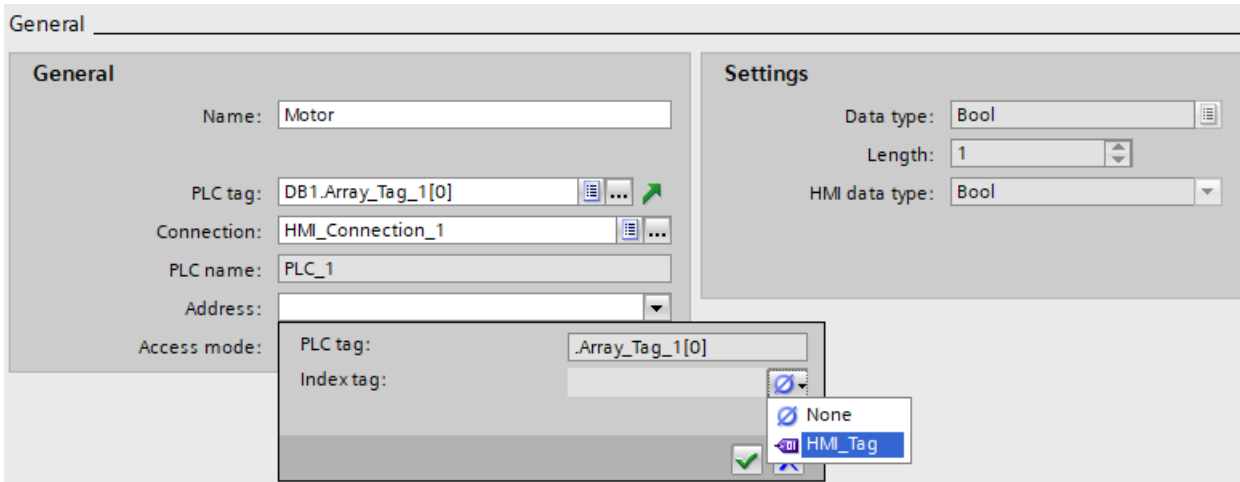 General
General
Name: Motor
PLC tag: DB1.Array_Tag_1[0] ...
Connection: HMI_Connection_1 ...
PLC name: PLC_1
Address:
Access mode:
PLC tag: .Array_Tag_1[0]
Index tag:
None
HMI_Tag
Settings
Data type: Bool
Length: 1
HMI data type: Bool